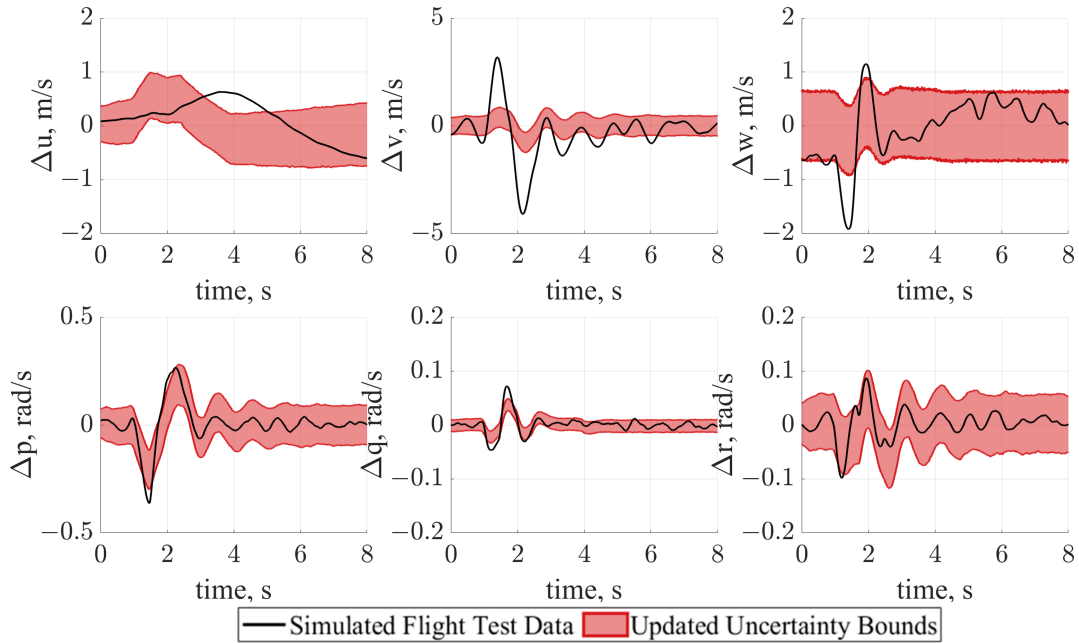 Δu, m/s
2
1
0
−1
−2
0 2 4 6 8
time, s
Δv, m/s
5
0
−5
0 2 4 6 8
time, s
Δw, m/s
2
1
0
−1
−2
0 2 4 6 8
time, s
Δp, rad/s
0.5
0
−0.5
0 2 4 6 8
time, s
Δq, rad/s
0.2
0.1
0
−0.1
−0.2
0 2 4 6 8
time, s
Δr, rad/s
0.2
0.1
0
−0.1
−0.2
0 2 4 6 8
time, s
Simulated Flight Test Data Updated Uncertainty Bounds